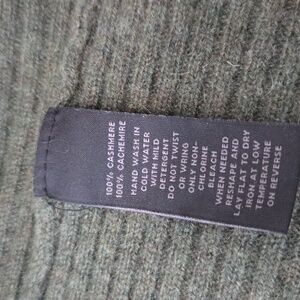 100% CASHMERE
100% CACHEMIRE
HAND WASH IN
COLD WATER
WITH MILD
DETERGENT
DO NOT TWIST
OR WRING
ONLY NON-
CHLORINE
BLEACH
WHEN NEEDED
RESHAPE AND
LAY FLAT TO DRY
IRON AT LOW
TEMPERATURE
ON REVERSE